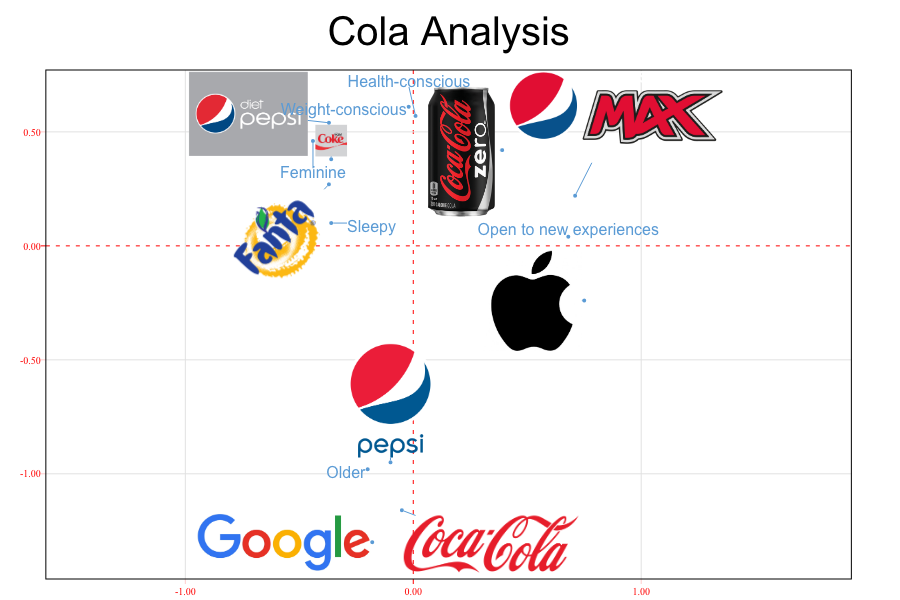 Cola Analysis
Health-conscious
diet
pepsi
Weight-conscious
Coke
Coca-Cola
zero
MAX
Feminine
Fanta
Sleepy
Open to new experiences
pepsi
Older
Google
Coca-Cola
0.50
0.00
-0.50
-1.00
-1.00
0.00
1.00